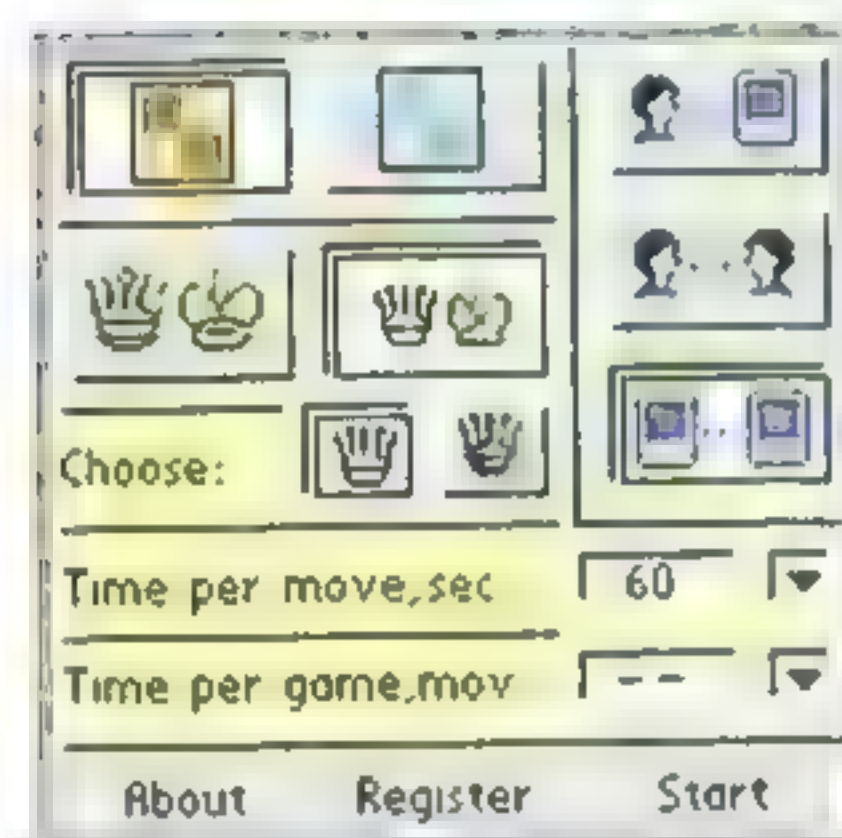 Choose:
Time per move,sec 60
Time per game,mov --
About Register Start